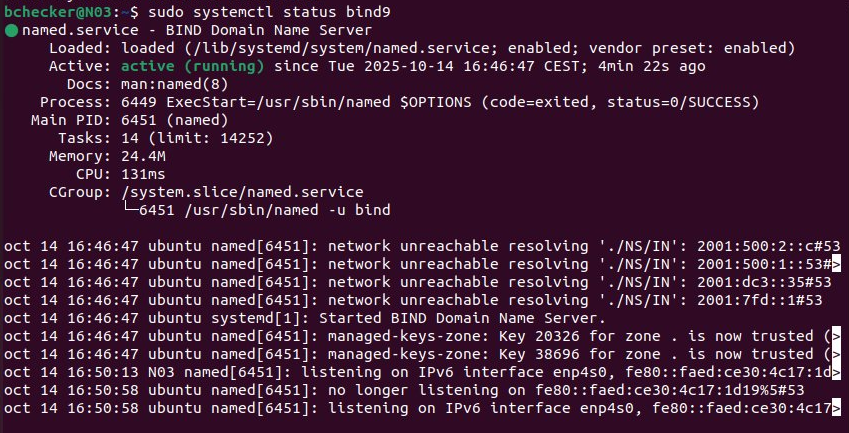 bchecker@N03:~$ sudo systemctl status bind9
● named.service - BIND Domain Name Server
     Loaded: loaded (/lib/systemd/system/named.service; enabled; vendor preset: enabled)
     Active: active (running) since Tue 2025-10-14 16:46:47 CEST; 4min 22s ago
       Docs: man:named(8)
    Process: 6449 ExecStart=/usr/sbin/named $OPTIONS (code=exited, status=0/SUCCESS)
   Main PID: 6451 (named)
      Tasks: 14 (limit: 14252)
     Memory: 24.4M
        CPU: 131ms
     CGroup: /system.slice/named.service
             └─6451 /usr/sbin/named -u bind
oct 14 16:46:47 ubuntu named[6451]: network unreachable resolving './NS/IN': 2001:500:2::c#53
oct 14 16:46:47 ubuntu named[6451]: network unreachable resolving './NS/IN': 2001:500:1::53#>
oct 14 16:46:47 ubuntu named[6451]: network unreachable resolving './NS/IN': 2001:dc3::35#53
oct 14 16:46:47 ubuntu named[6451]: network unreachable resolving './NS/IN': 2001:7fd::1#53
oct 14 16:46:47 ubuntu systemd[1]: Started BIND Domain Name Server.
oct 14 16:46:47 ubuntu named[6451]: managed-keys-zone: Key 20326 for zone . is now trusted (>
oct 14 16:46:47 ubuntu named[6451]: managed-keys-zone: Key 38696 for zone . is now trusted (>
oct 14 16:50:13 N03 named[6451]: listening on IPv6 interface enp4s0, fe80::faed:ce30:4c17:1d>
oct 14 16:50:58 ubuntu named[6451]: no longer listening on fe80::faed:ce30:4c17:1d19%5#53
oct 14 16:50:58 ubuntu named[6451]: listening on IPv6 interface enp4s0, fe80::faed:ce30:4c17>